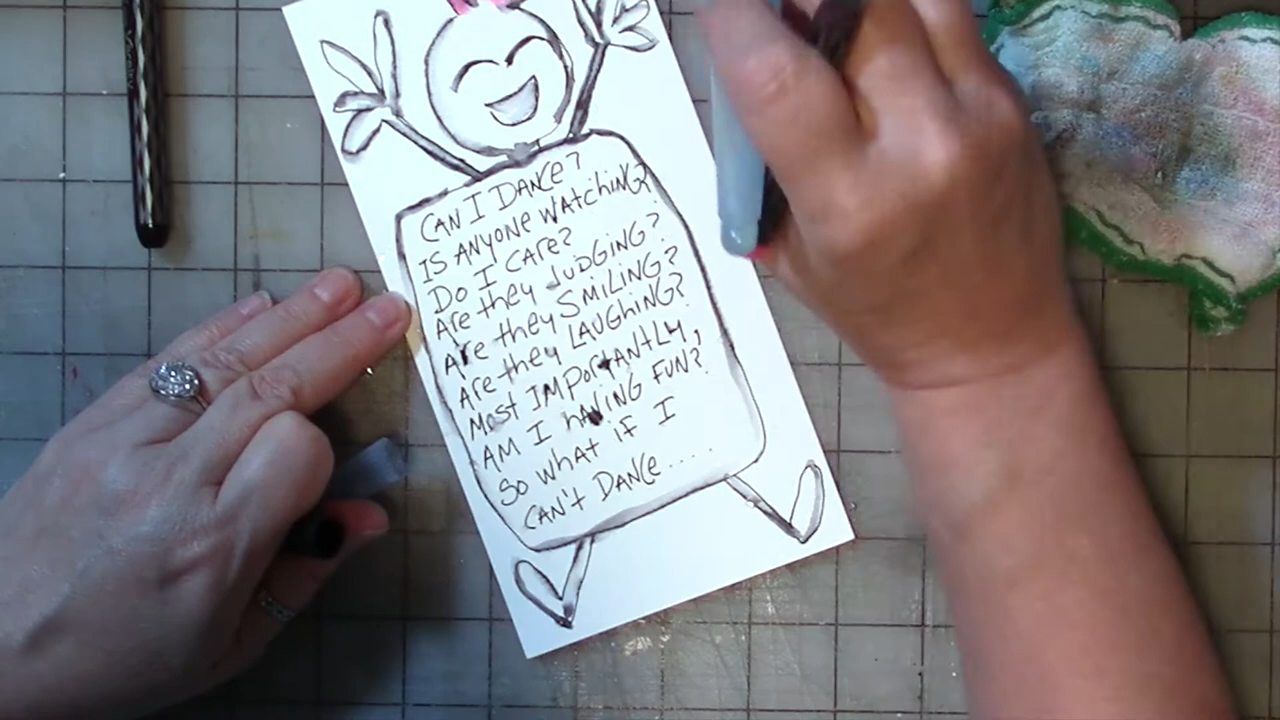 CAN I DANCE?
IS ANYONE WATCHING?
DO I CARE?
Are they JUDGING?
Are they SMILING?
Are they LAUGHING?
MOST IMPORTANTLY,
AM I HAVING FUN?
SO WHAT IF I
CAN'T DANCE.....